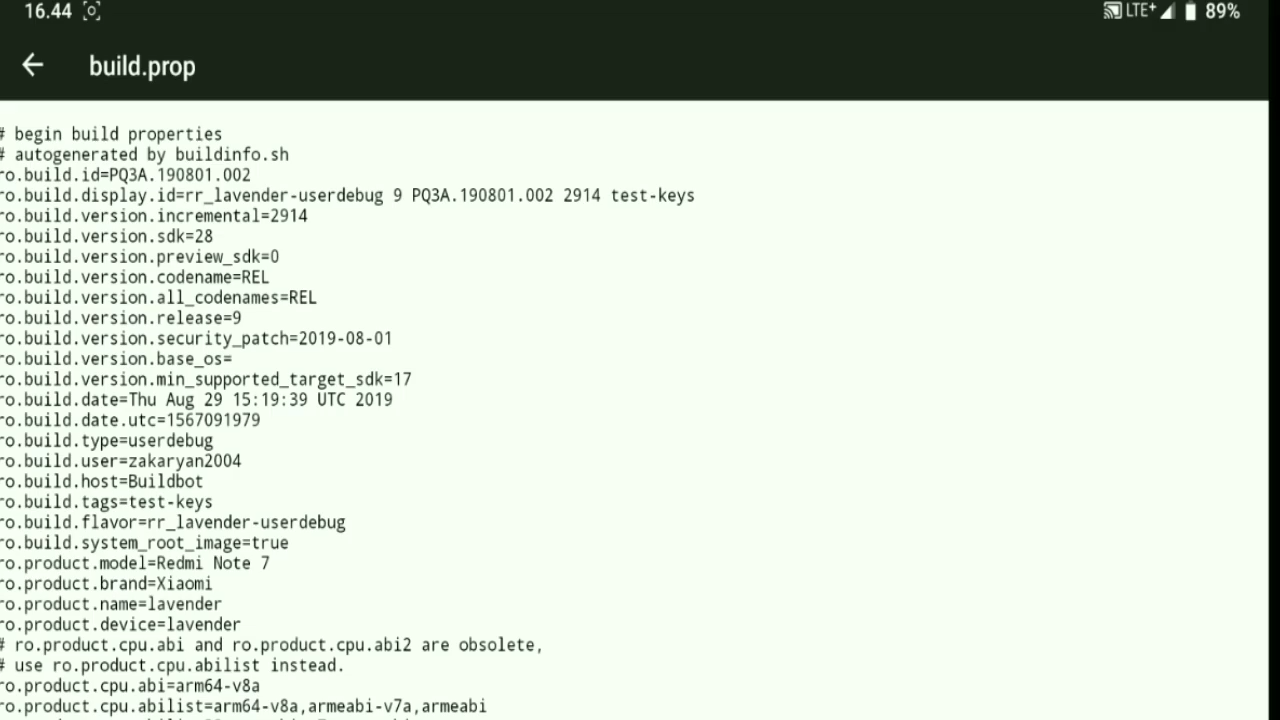 16.44 LTE+ 89%
build.prop
# begin build properties
# autogenerated by buildinfo.sh
ro.build.id=PQ3A.190801.002
ro.build.display.id=rr_lavender-userdebug 9 PQ3A.190801.002 2914 test-keys
ro.build.version.incremental=2914
ro.build.version.sdk=28
ro.build.version.preview_sdk=0
ro.build.version.codename=REL
ro.build.version.all_codenames=REL
ro.build.version.release=9
ro.build.version.security_patch=2019-08-01
ro.build.version.base_os=
ro.build.version.min_supported_target_sdk=17
ro.build.date=Thu Aug 29 15:19:39 UTC 2019
ro.build.date.utc=1567091979
ro.build.type=userdebug
ro.build.user=zakaryan2004
ro.build.host=Buildbot
ro.build.tags=test-keys
ro.build.flavor=rr_lavender-userdebug
ro.build.system_root_image=true
ro.product.model=Redmi Note 7
ro.product.brand=Xiaomi
ro.product.name=lavender
ro.product.device=lavender
# ro.product.cpu.abi and ro.product.cpu.abi2 are obsolete,
# use ro.product.cpu.abilist instead.
ro.product.cpu.abi=arm64-v8a
ro.product.cpu.abilist=arm64-v8a,armeabi-v7a,armeabi